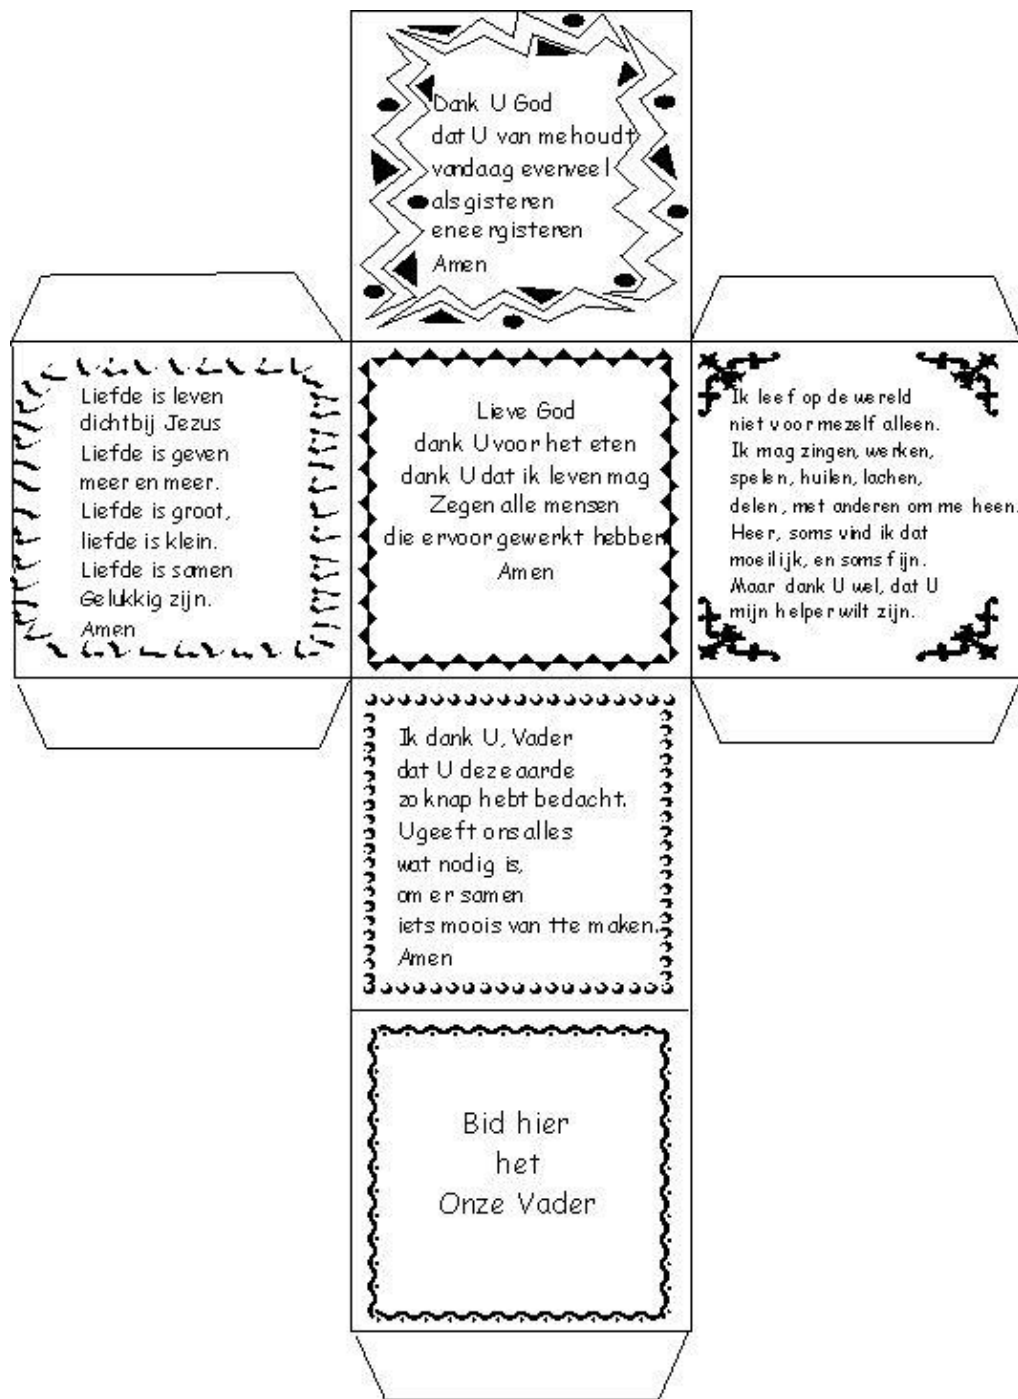 Dank U God
dat U van me houdt
vandaag evenveel
als gisteren
en eergisteren
Amen
Liefde is leven
dichtbij Jezus
Liefde is geven
meer en meer.
Liefde is groot,
liefde is klein.
Liefde is samen
Gelukkig zijn.
Amen
Lieve God
dank U voor het eten
dank U dat ik leven mag
Zegen alle mensen
die ervoor gewerkt hebben
Amen
Ik leef op de wereld
niet voor mezelf alleen.
Ik mag zingen, werken,
spelen, huilen, lachen,
delen, met anderen om me heen.
Heer, soms vind ik dat
moeilijk, en soms fijn.
Maar dank U wel, dat U
mijn helper wilt zijn.
Ik dank U, Vader
dat U deze aarde
zo knap hebt bedacht.
U geeft ons alles
wat nodig is,
om er samen
iets moois van tte maken.
Amen
Bid hier
het
Onze Vader